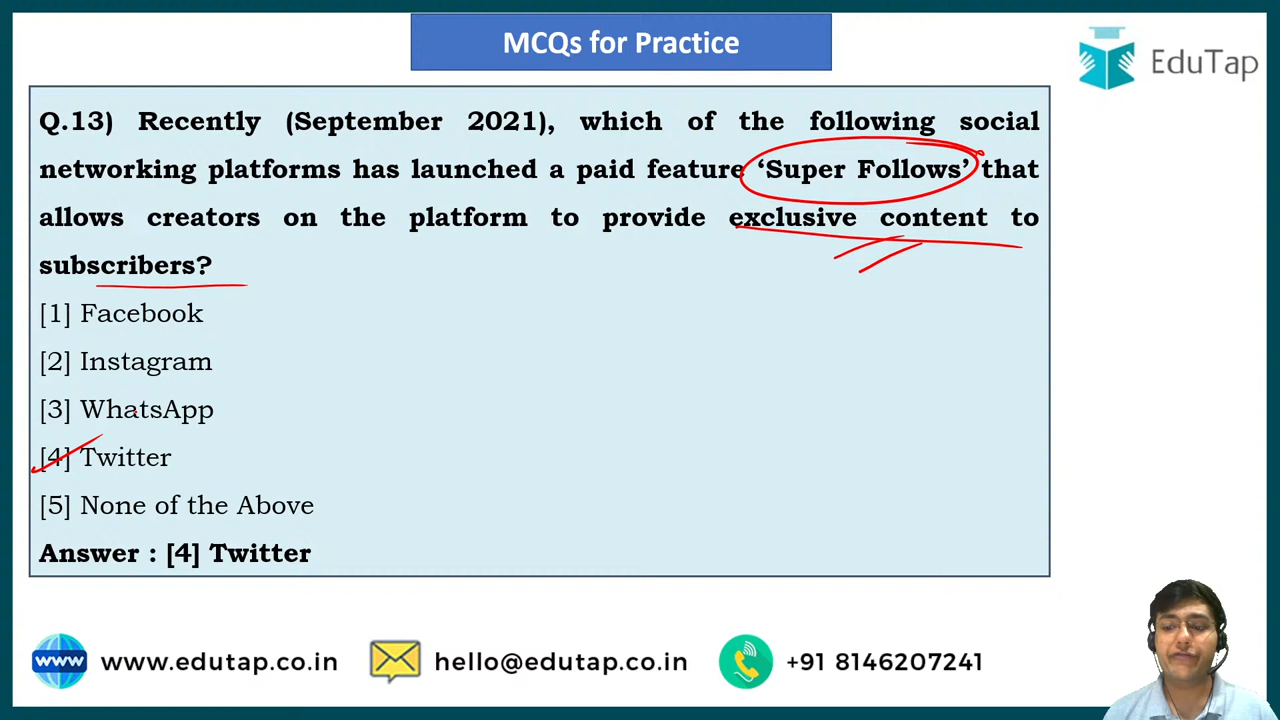 MCQs for Practice
EduTap
Q.13) Recently (September 2021), which of the following social
networking platforms has launched a paid feature ‘Super Follows’ that
allows creators on the platform to provide exclusive content to
subscribers?
[1] Facebook
[2] Instagram
[3] WhatsApp
[4] Twitter
[5] None of the Above
Answer : [4] Twitter
www www.edutap.co.in hello@edutap.co.in +91 8146207241